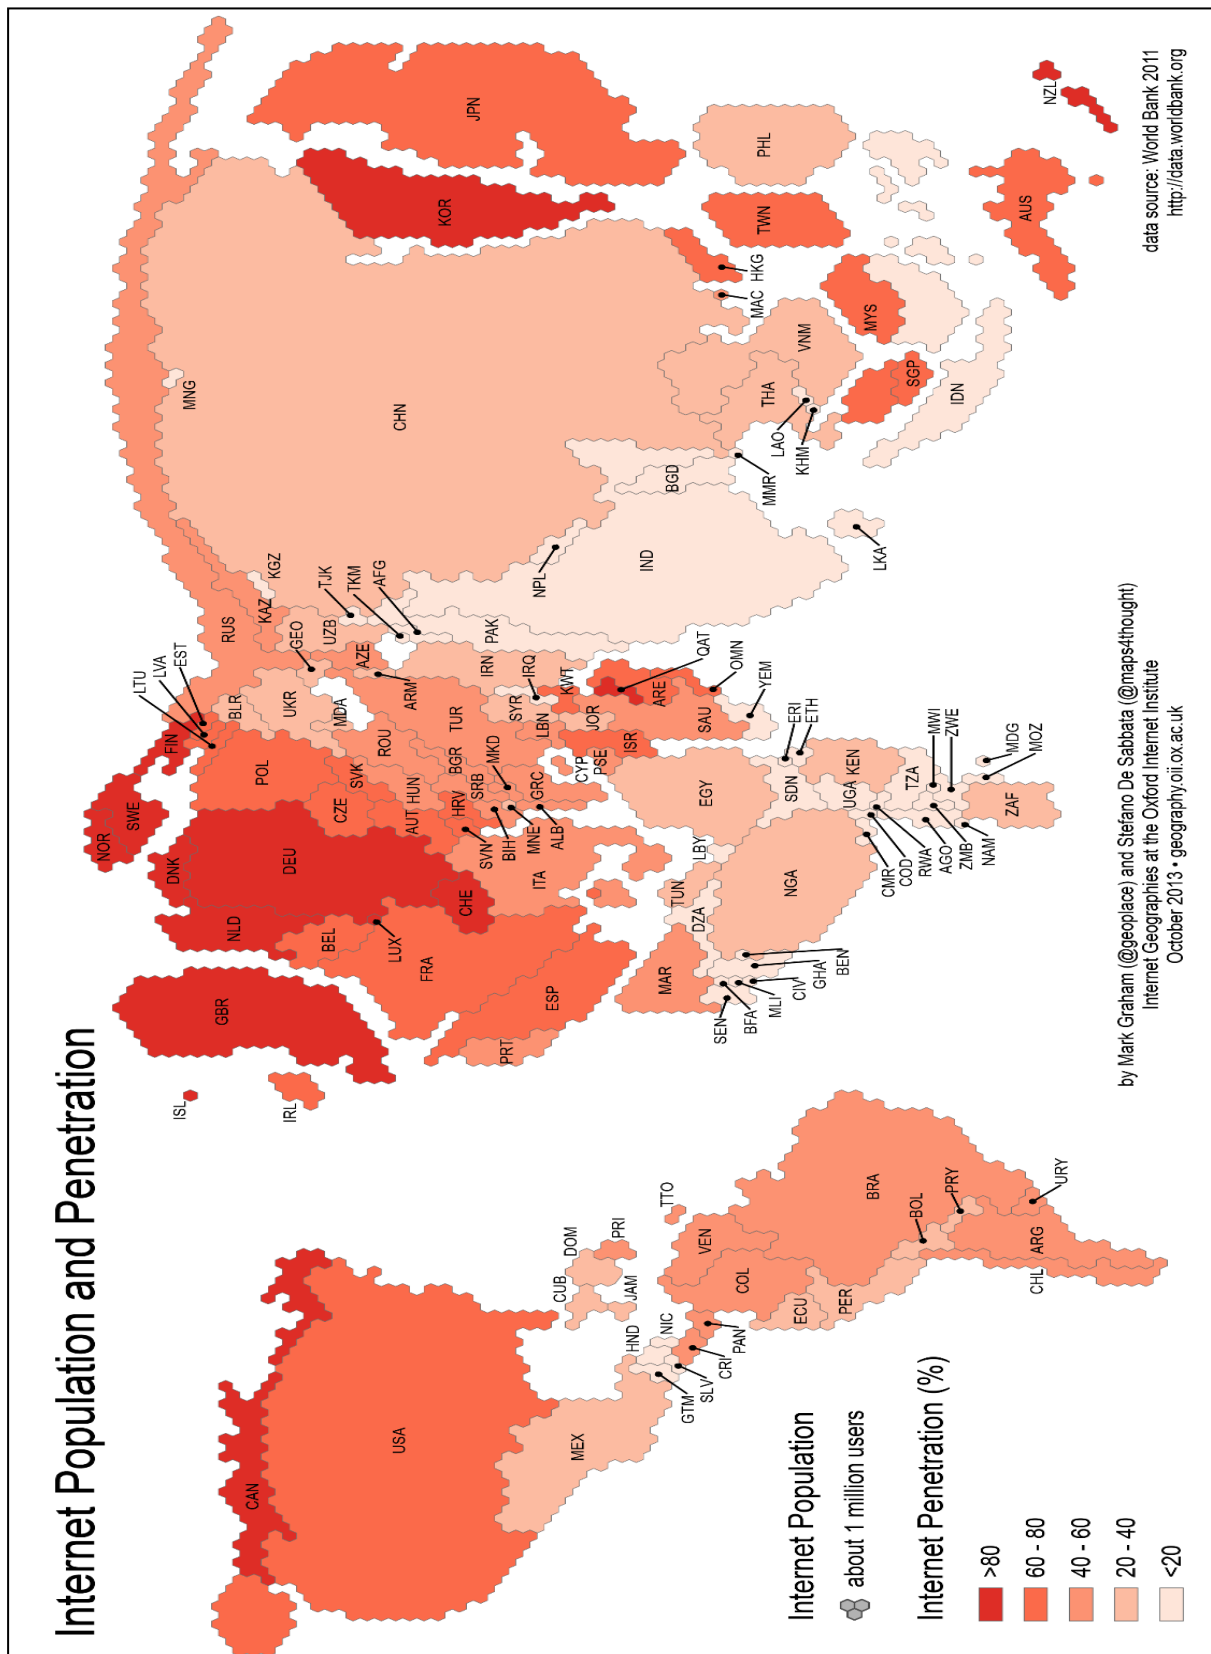 Internet Population and Penetration
CAN
USA
MEX
GTM
HND
SLV
NIC
CRI
PAN
CUB
JAM
DOM
PRI
TTO
VEN
COL
ECU
PER
BRA
BOL
PRY
CHL
ARG
URY
ISL
IRL
GBR
NOR
SWE
FIN
DNK
NLD
BEL
DEU
LUX
FRA
CHE
ESP
PRT
POL
LTU
LVA
EST
BLR
UKR
MDA
CZE
SVK
AUT
HUN
ROU
SVN
HRV
SRB
BGR
BIH
MNE
MKD
ALB
GRC
ITA
TUR
CYP
RUS
KAZ
KGZ
GEO
UZB
TJK
TKM
AFG
AZE
ARM
IRN
PAK
SYR
IRQ
LBN
KWT
JOR
PSE
ISR
QAT
ARE
OMN
SAU
YEM
MAR
DZA
TUN
LBY
EGY
SEN
BFA
MLI
CIV
GHA
BEN
NGA
SDN
ERI
ETH
UGA
KEN
CMR
COD
RWA
TZA
AGO
ZMB
MWI
ZWE
NAM
MDG
MOZ
ZAF
MNG
CHN
KOR
JPN
NPL
IND
BGD
MMR
LKA
THA
LAO
KHM
VNM
MAC
HKG
TWN
PHL
MYS
SGP
IDN
AUS
NZL
Internet Population
about 1 million users
Internet Penetration (%)
>80
60 - 80
40 - 60
20 - 40
<20
by Mark Graham (@geoplace) and Stefano De Sabbata (@maps4thought)
Internet Geographies at the Oxford Internet Institute
October 2013 • geography.oii.ox.ac.uk
data source: World Bank 2011
http://data.worldbank.org